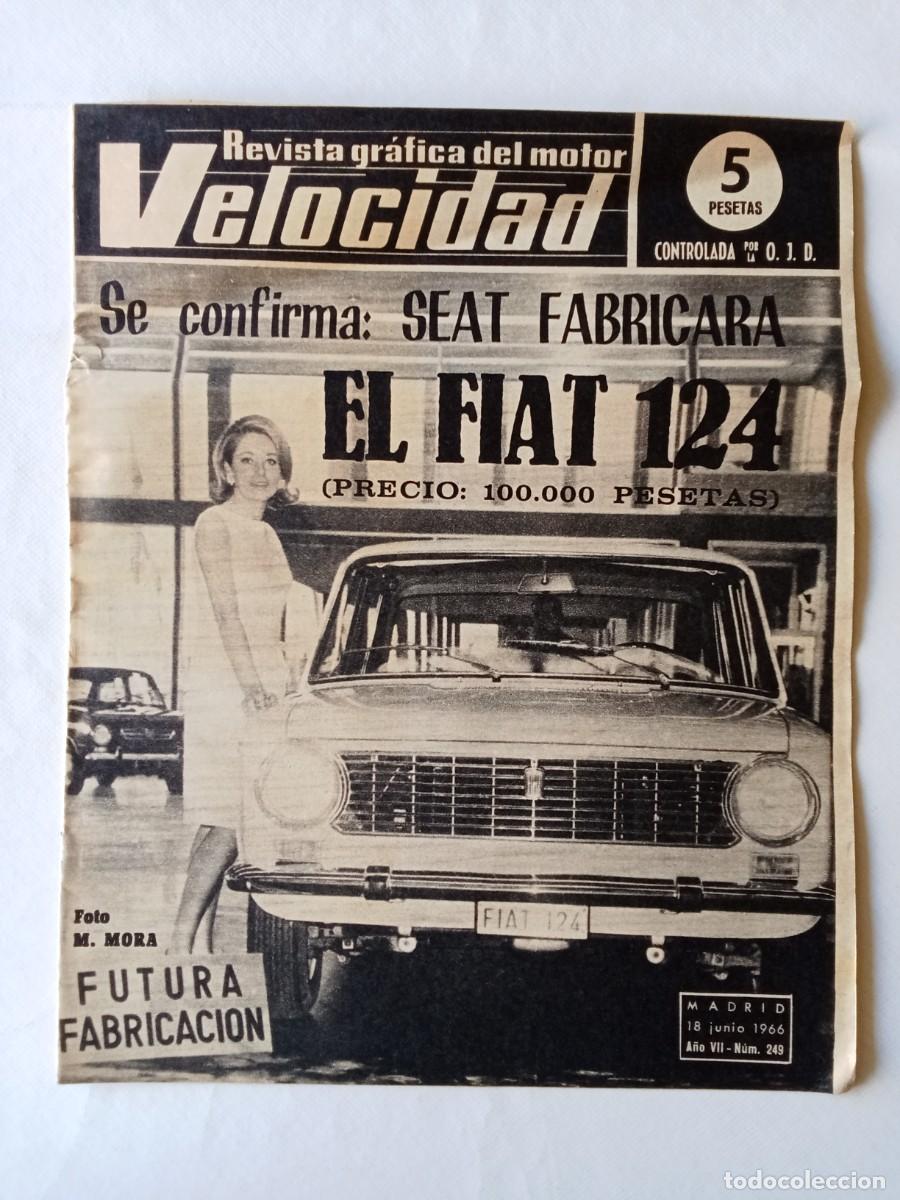 Revista gráfica del motor
Velocidad
5
PESETAS
CONTROLADA POR LA O. J. D.
Se confirma: SEAT FABRICARA
EL FIAT 124
(PRECIO: 100.000 PESETAS)
FIAT 124
Foto
M. MORA
FUTURA
FABRICACION
MADRID
18 junio 1966
Año VII - Núm. 249
todocoleccion